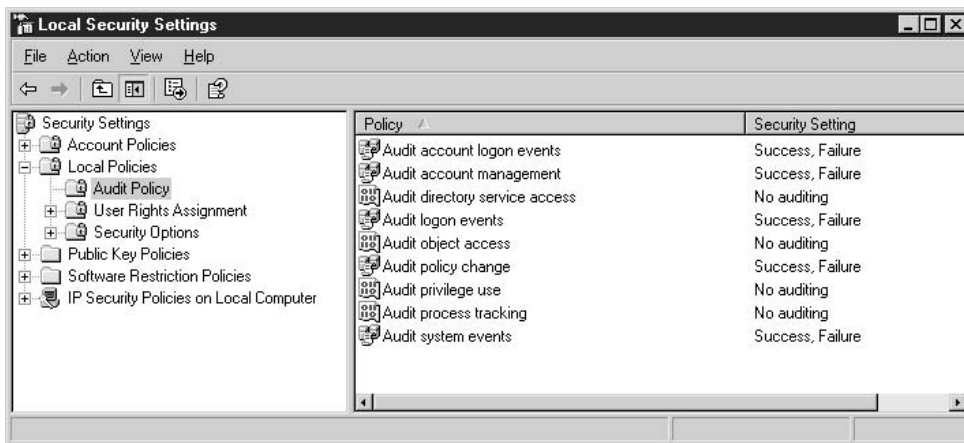 Local Security Settings
File Action View Help
Security Settings
Account Policies
Local Policies
Audit Policy
User Rights Assignment
Security Options
Public Key Policies
Software Restriction Policies
IP Security Policies on Local Computer
Policy Security Setting
Audit account logon events Success, Failure
Audit account management Success, Failure
Audit directory service access No auditing
Audit logon events Success, Failure
Audit object access No auditing
Audit policy change Success, Failure
Audit privilege use No auditing
Audit process tracking No auditing
Audit system events Success, Failure